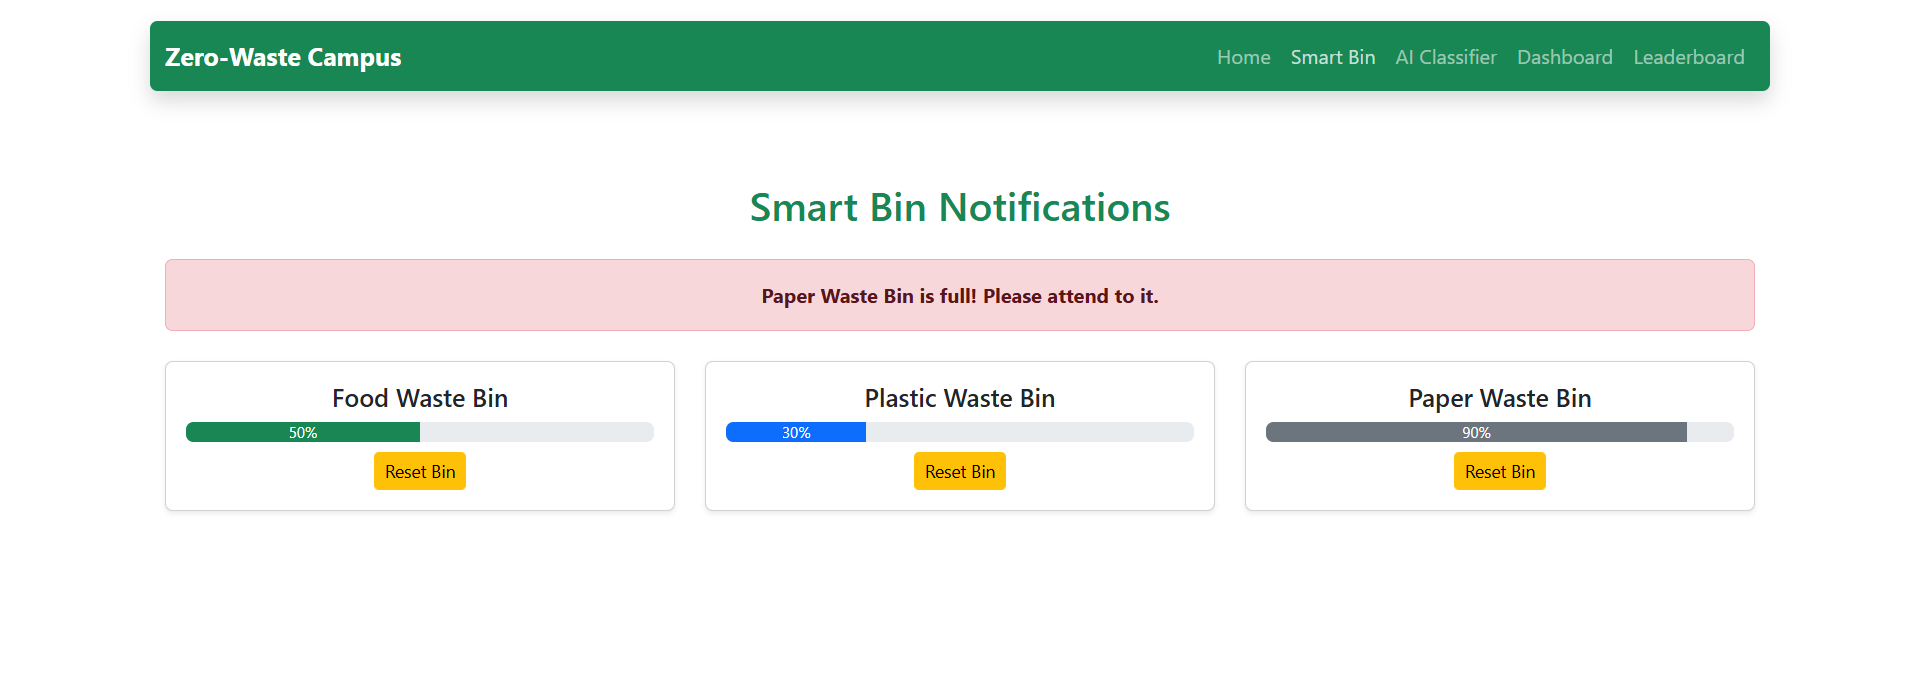 Zero-Waste Campus
Home Smart Bin AI Classifier Dashboard Leaderboard
Smart Bin Notifications
Paper Waste Bin is full! Please attend to it.
Food Waste Bin
50%
Reset Bin
Plastic Waste Bin
30%
Reset Bin
Paper Waste Bin
90%
Reset Bin